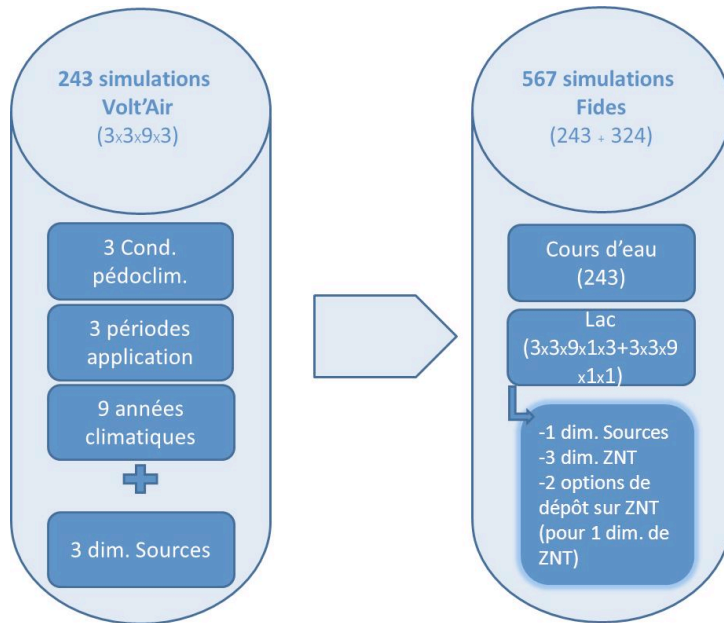 243 simulations
Volt'Air
(3x3x9x3)
3 Cond.
pédoclim.
3 périodes
application
9 années
climatiques
3 dim. Sources
567 simulations
Fides
(243 + 324)
Cours d'eau
(243)
Lac
(3x3x9x1x3+3x3x9
x1x1)
-1 dim. Sources
-3 dim. ZNT
-2 options de
dépôt sur ZNT
(pour 1 dim. de
ZNT)